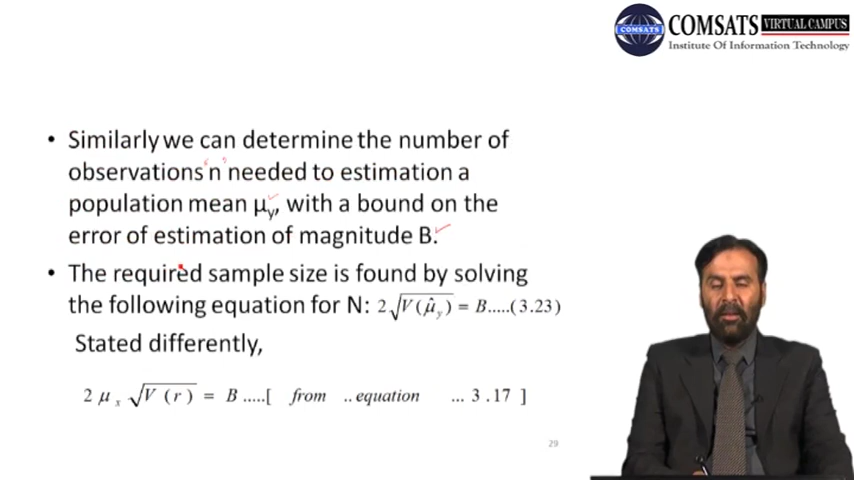 COMSATS VIRTUAL CAMPUS
COMSATS
Institute Of Information Technology
• Similarly we can determine the number of
observations 'n' needed to estimation a
population mean μy, with a bound on the
error of estimation of magnitude B.
• The required sample size is found by solving
the following equation for N: 2√V(μ̂y) = B.....(3.23)
Stated differently,
2 μx √V (r) = B .....[ from .. equation ... 3 .17 ]
29